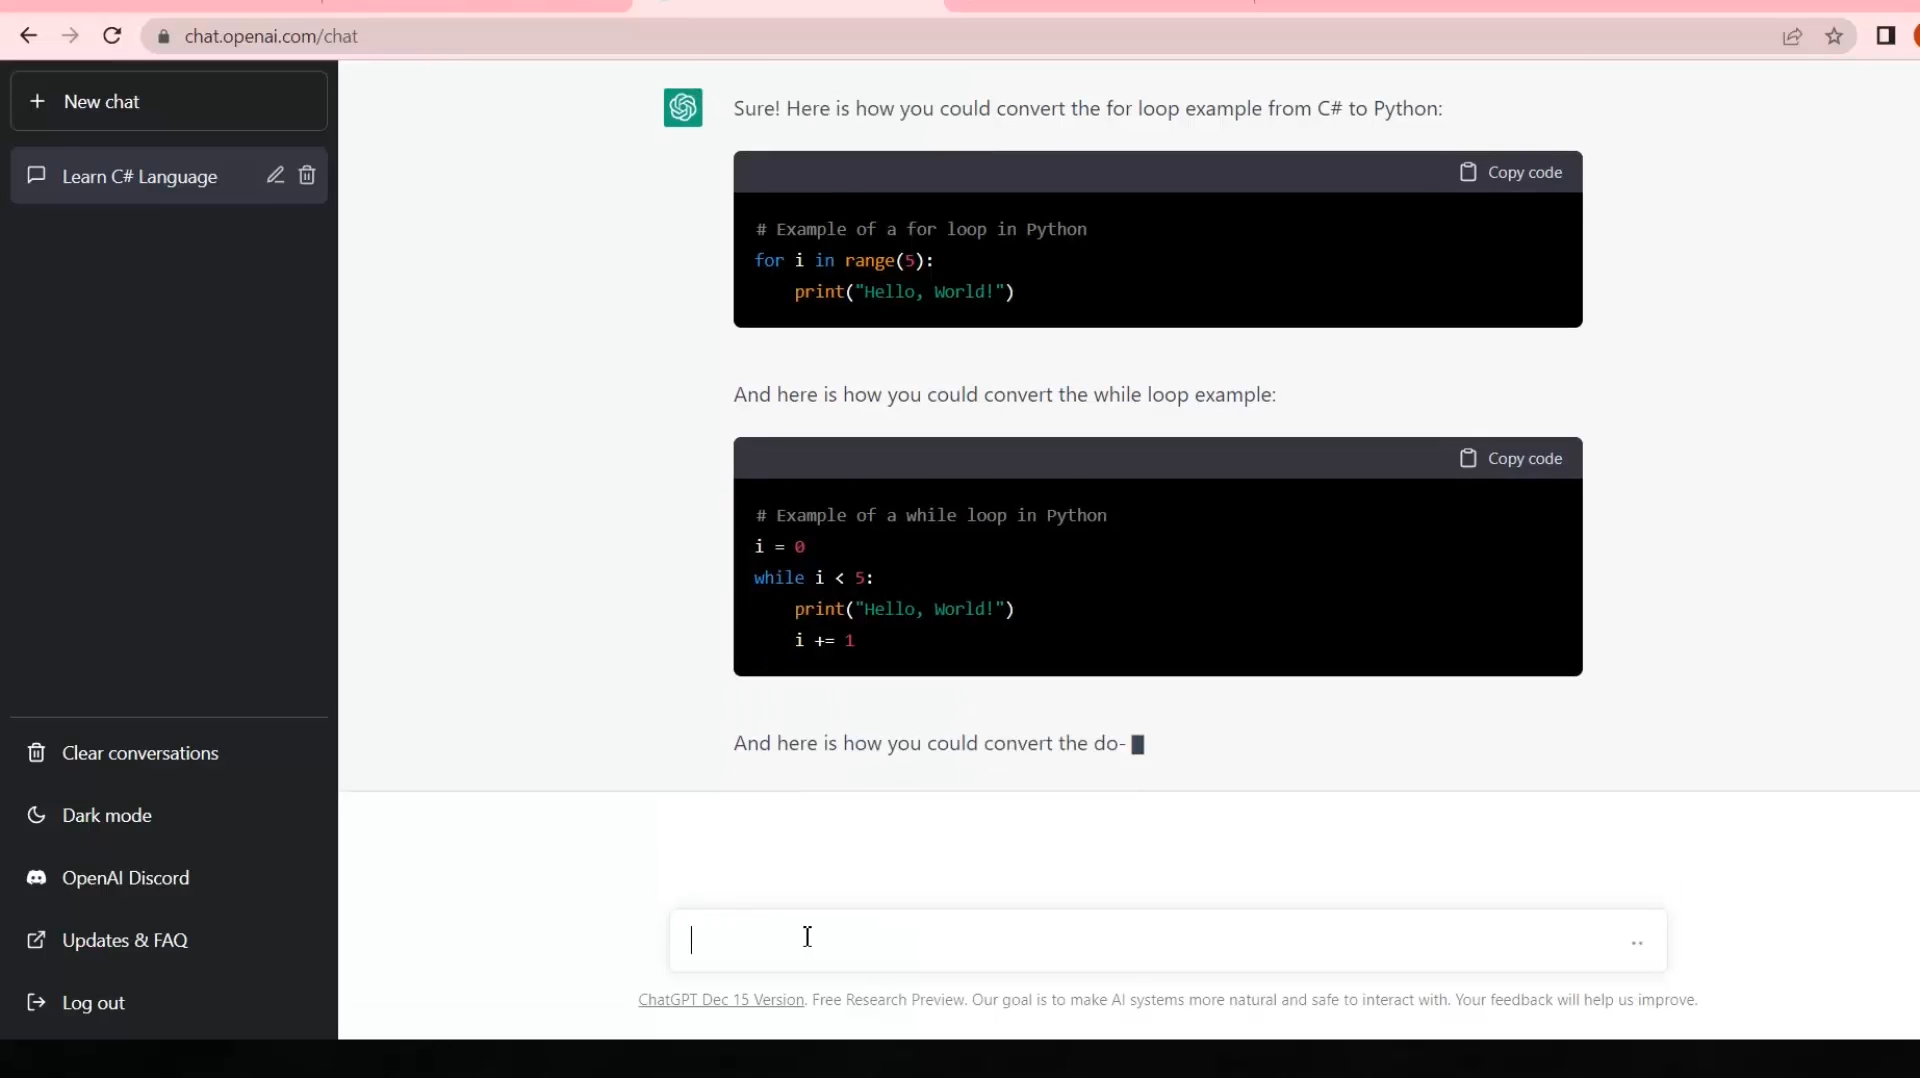 chat.openai.com/chat
New chat
Learn C# Language
Clear conversations
Dark mode
OpenAI Discord
Updates & FAQ
Log out
Sure! Here is how you could convert the for loop example from C# to Python:
Copy code
# Example of a for loop in Python
for i in range(5):
    print("Hello, World!")
And here is how you could convert the while loop example:
Copy code
# Example of a while loop in Python
i = 0
while i < 5:
    print("Hello, World!")
    i += 1
And here is how you could convert the do-
ChatGPT Dec 15 Version. Free Research Preview. Our goal is to make AI systems more natural and safe to interact with. Your feedback will help us improve.